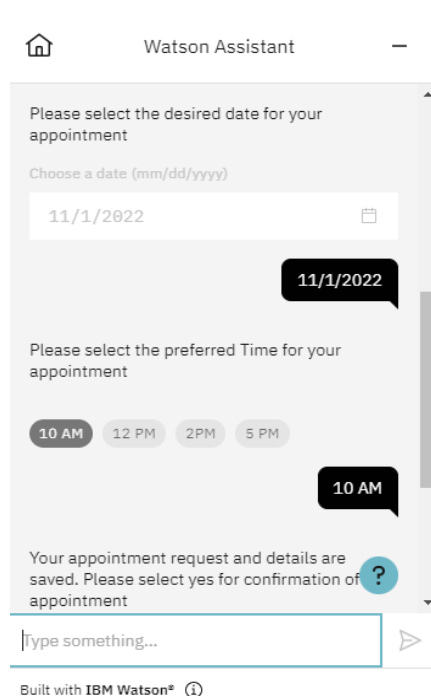 Watson Assistant
Please select the desired date for your
appointment
Choose a date (mm/dd/yyyy)
11/1/2022
11/1/2022
Please select the preferred Time for your
appointment
10 AM 12 PM 2PM 5 PM
10 AM
Your appointment request and details are
saved. Please select yes for confirmation of
appointment
?
Type something...
Built with IBM Watson®